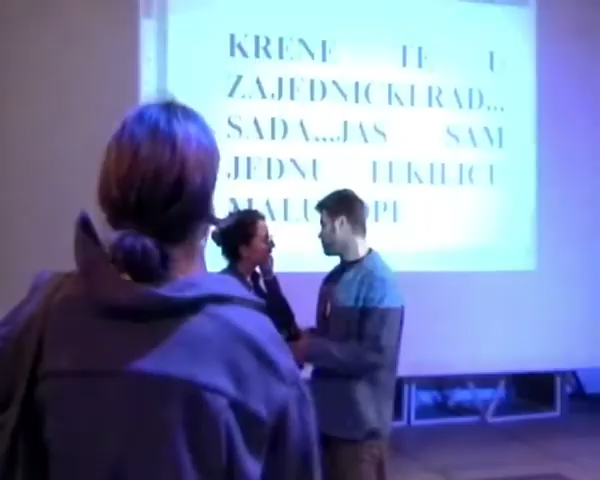 KRENE TE U
ZAJEDNICKI RAD...
SADA...JAS SAM
JEDNU
MALU